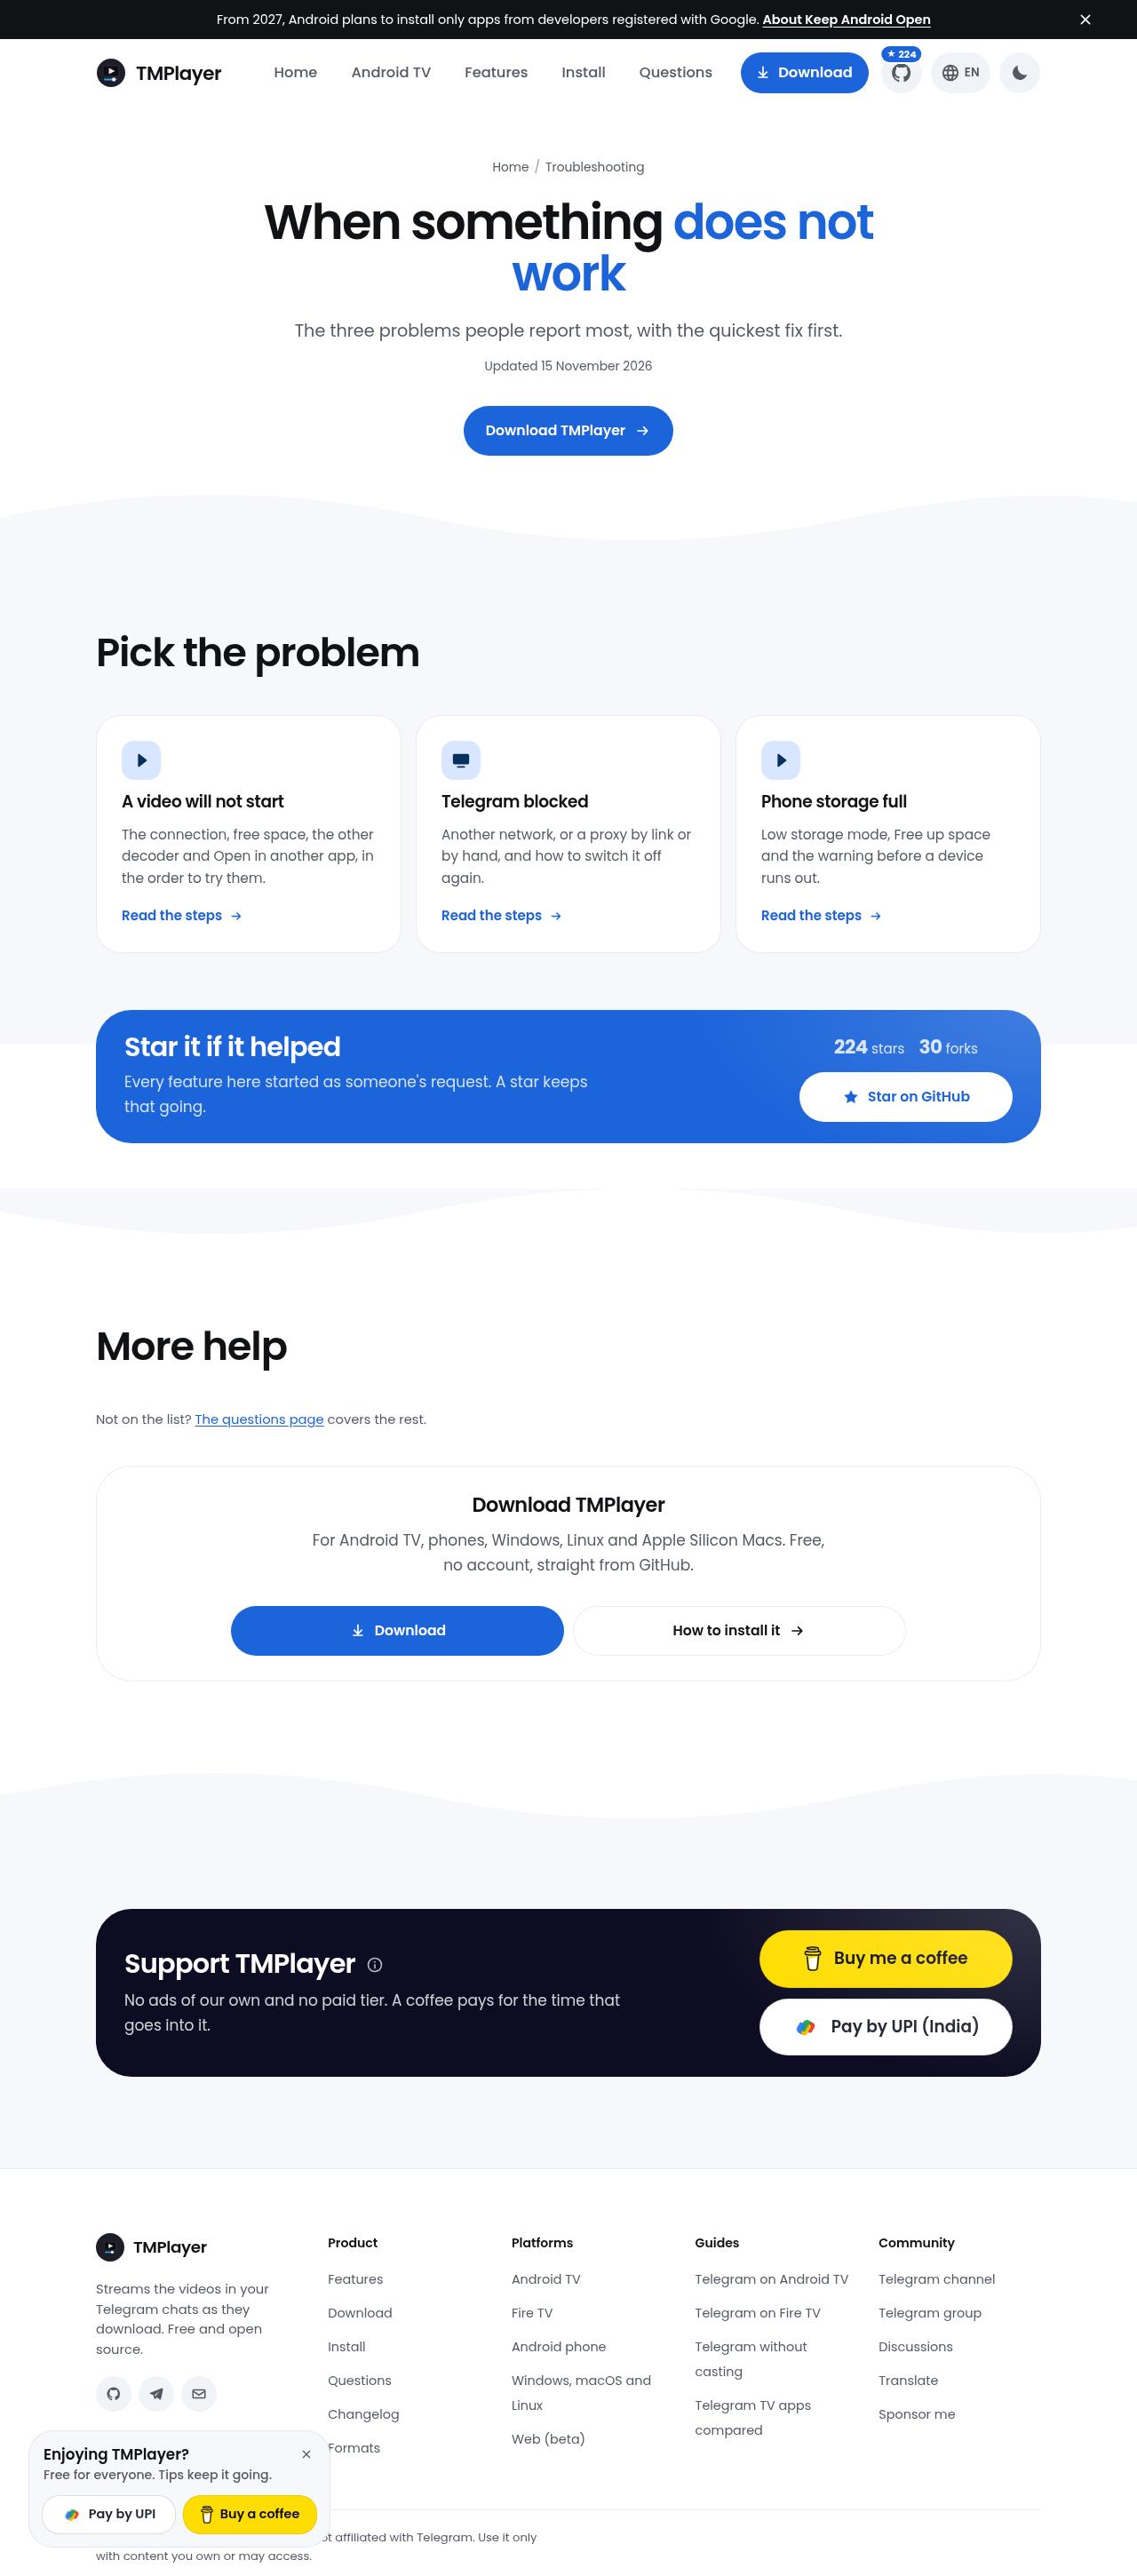 From 2027, Android plans to install only apps from developers registered with Google. About Keep Android Open
TMPlayer
Home
Android TV
Features
Install
Questions
Download
★ 224
EN
Home / Troubleshooting
When something does not
work
The three problems people report most, with the quickest fix first.
Updated 15 November 2026
Download TMPlayer →
Pick the problem
A video will not start
The connection, free space, the other
decoder and Open in another app, in
the order to try them.
Read the steps →
Telegram blocked
Another network, or a proxy by link or
by hand, and how to switch it off
again.
Read the steps →
Phone storage full
Low storage mode, Free up space
and the warning before a device
runs out.
Read the steps →
Star it if it helped
Every feature here started as someone's request. A star keeps
that going.
224 stars 30 forks
Star on GitHub
More help
Not on the list? The questions page covers the rest.
Download TMPlayer
For Android TV, phones, Windows, Linux and Apple Silicon Macs. Free,
no account, straight from GitHub.
Download
How to install it →
Support TMPlayer
No ads of our own and no paid tier. A coffee pays for the time that
goes into it.
Buy me a coffee
Pay by UPI (India)
TMPlayer
Streams the videos in your
Telegram chats as they
download. Free and open
source.
Product
Features
Download
Install
Questions
Changelog
Formats
Platforms
Android TV
Fire TV
Android phone
Windows, macOS and
Linux
Web (beta)
Guides
Telegram on Android TV
Telegram on Fire TV
Telegram without
casting
Telegram TV apps
compared
Community
Telegram channel
Telegram group
Discussions
Translate
Sponsor me
Enjoying TMPlayer?
Free for everyone. Tips keep it going.
Pay by UPI
Buy a coffee
affiliated with Telegram. Use it only
with content you own or may access.